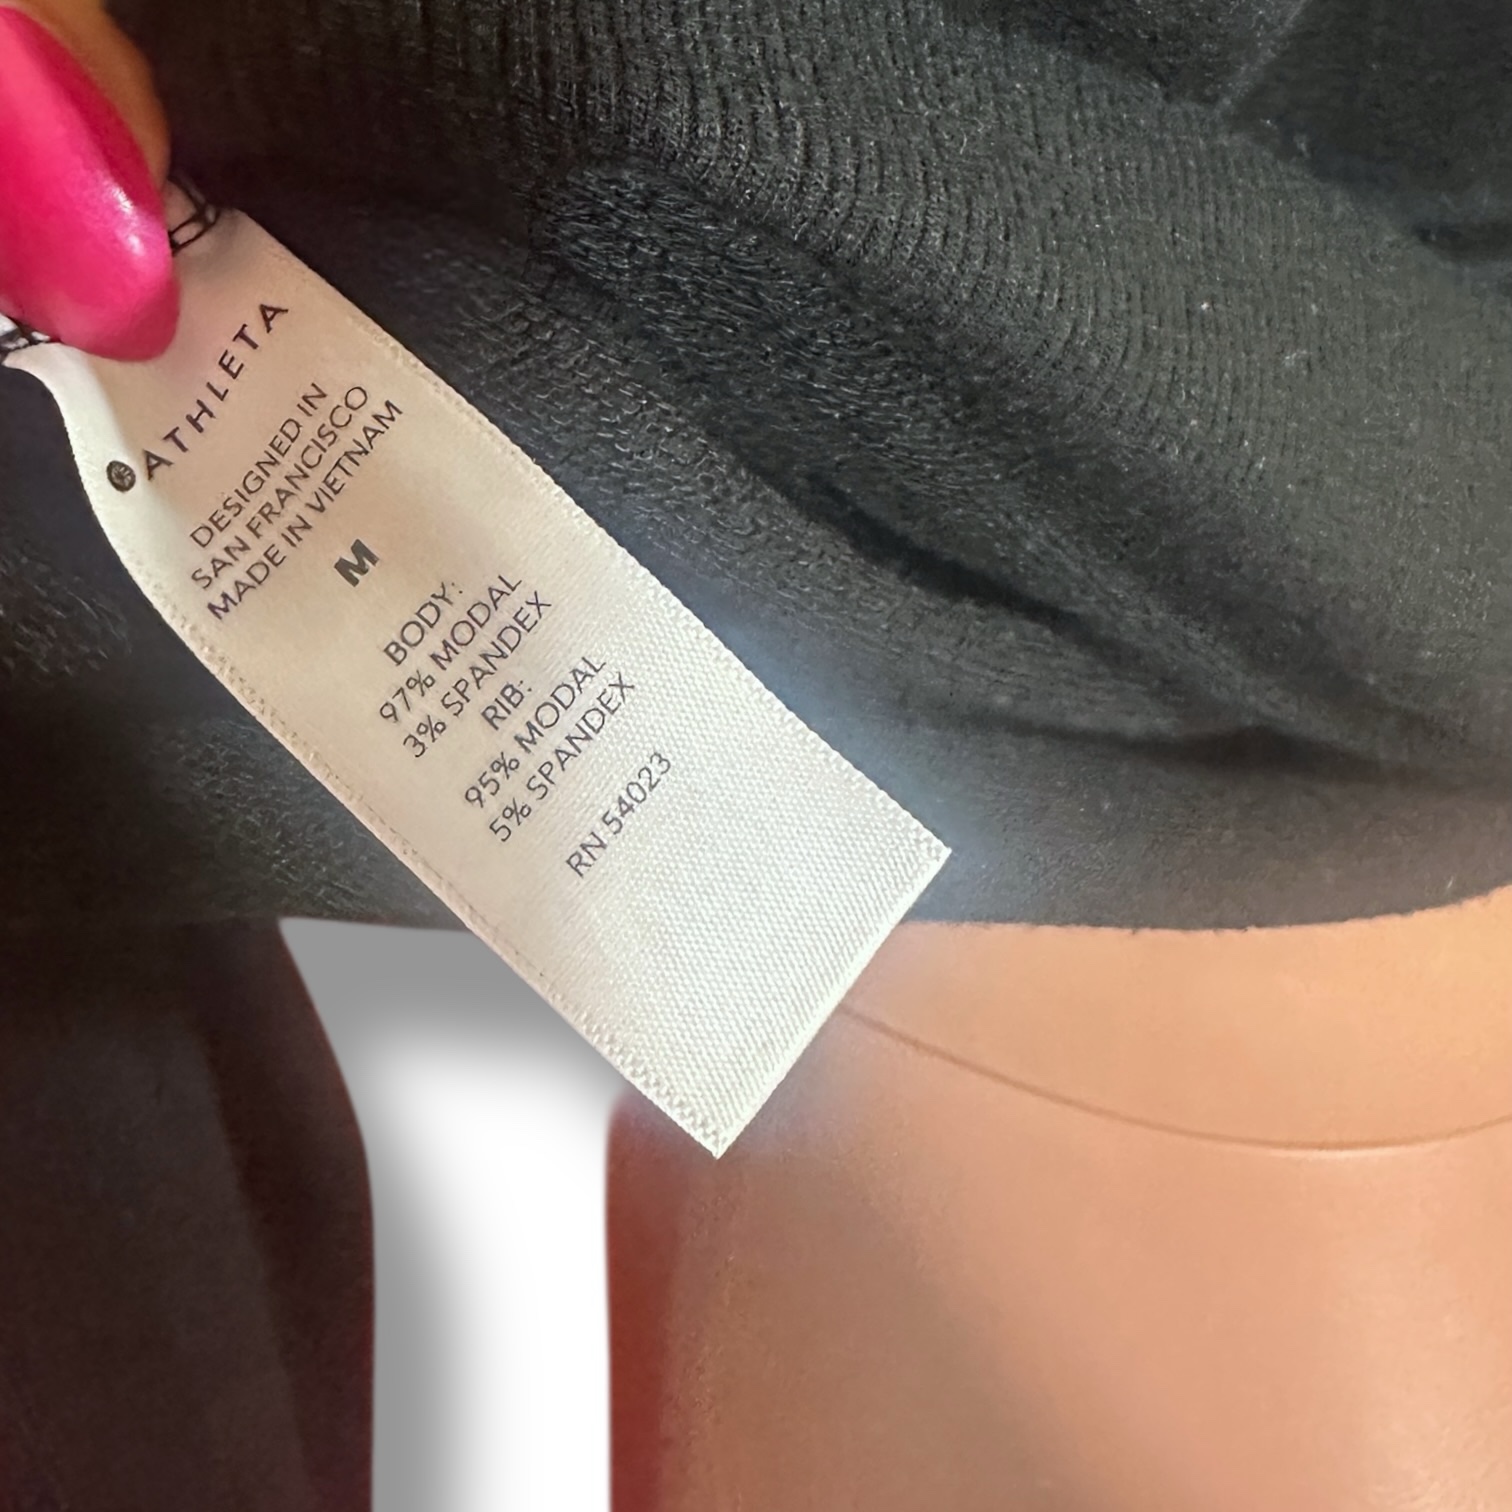 ATHLETA
DESIGNED IN
SAN FRANCISCO
MADE IN VIETNAM
M
BODY:
97% MODAL
3% SPANDEX
RIB:
95% MODAL
5% SPANDEX
RN 54023